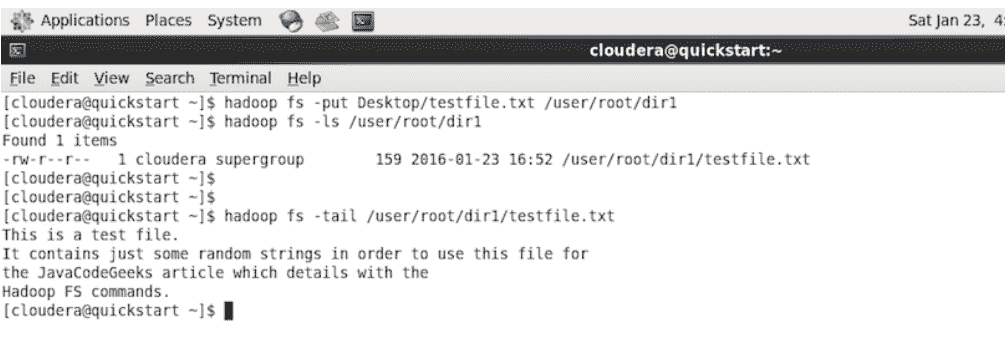 Applications Places System Sat Jan 23, 4:
cloudera@quickstart:~
File Edit View Search Terminal Help
[cloudera@quickstart ~]$ hadoop fs -put Desktop/testfile.txt /user/root/dir1
[cloudera@quickstart ~]$ hadoop fs -ls /user/root/dir1
Found 1 items
-rw-r--r--   1 cloudera supergroup        159 2016-01-23 16:52 /user/root/dir1/testfile.txt
[cloudera@quickstart ~]$
[cloudera@quickstart ~]$
[cloudera@quickstart ~]$ hadoop fs -tail /user/root/dir1/testfile.txt
This is a test file.
It contains just some random strings in order to use this file for
the JavaCodeGeeks article which details with the
Hadoop FS commands.
[cloudera@quickstart ~]$